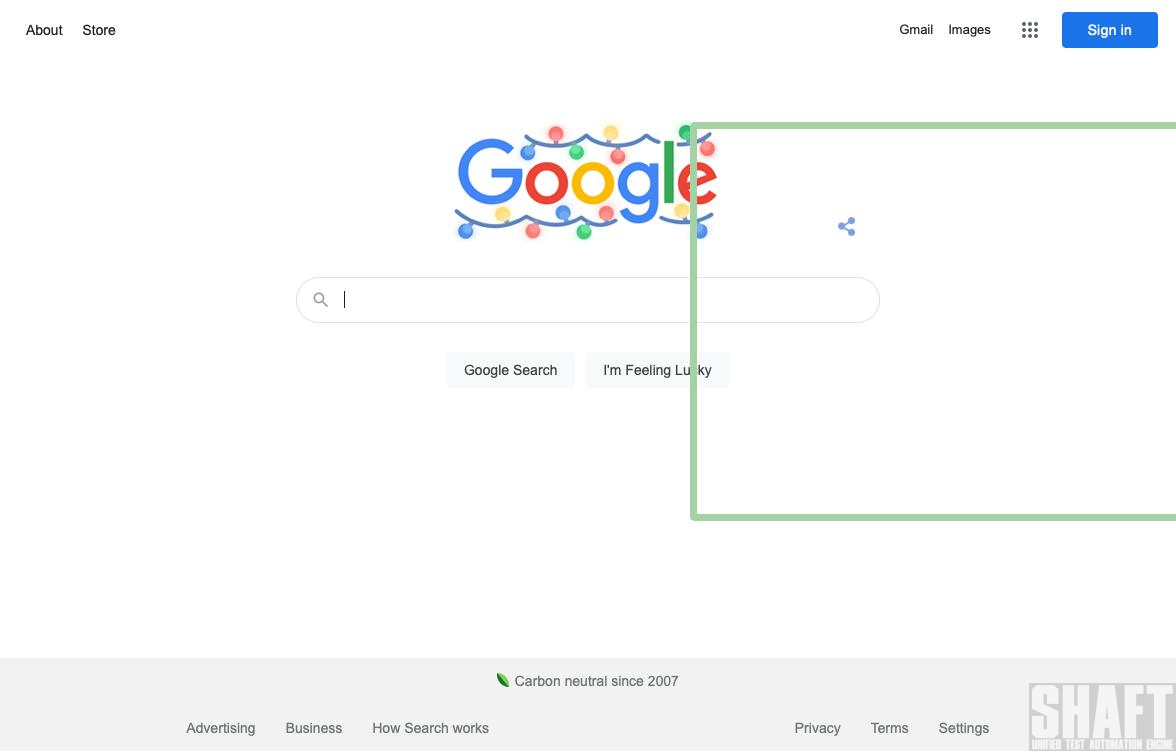 About Store
Gmail Images Sign in
Google
Google Search I'm Feeling Lucky
Carbon neutral since 2007
Advertising Business How Search works
Privacy Terms Settings
SHAFT
UNIFIED TEST AUTOMATION ENGINE